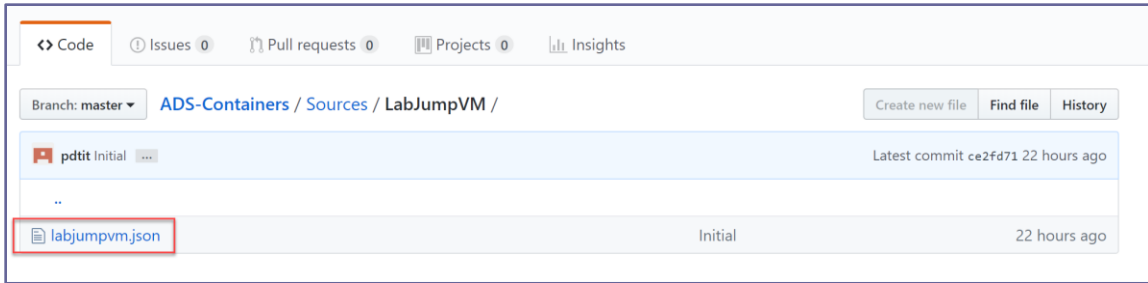 Code Issues 0 Pull requests 0 Projects 0 Insights
Branch: master ADS-Containers / Sources / LabJumpVM / Create new file Find file History
pdtit Initial ... Latest commit ce2fd71 22 hours ago
..
labjumpvm.json Initial 22 hours ago